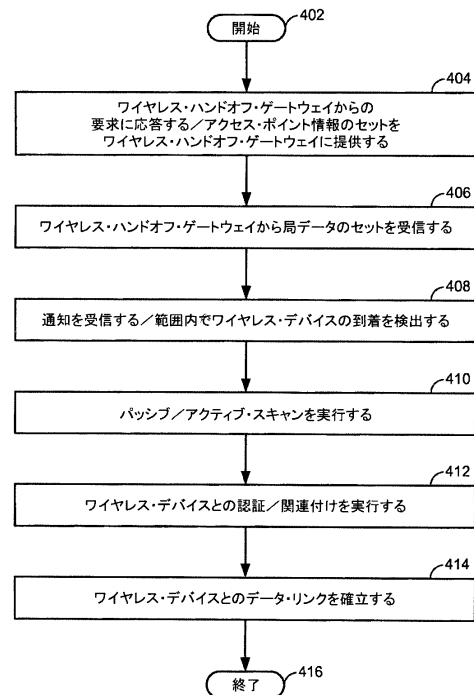 開始
402
404
ワイヤレス・ハンドオフ・ゲートウェイからの
要求に応答する／アクセス・ポイント情報のセットを
ワイヤレス・ハンドオフ・ゲートウェイに提供する
406
ワイヤレス・ハンドオフ・ゲートウェイから局データのセットを受信する
408
通知を受信する／範囲内でワイヤレス・デバイスの到着を検出する
410
パッシブ／アクティブ・スキャンを実行する
412
ワイヤレス・デバイスとの認証／関連付けを実行する
414
ワイヤレス・デバイスとのデータ・リンクを確立する
終了
416